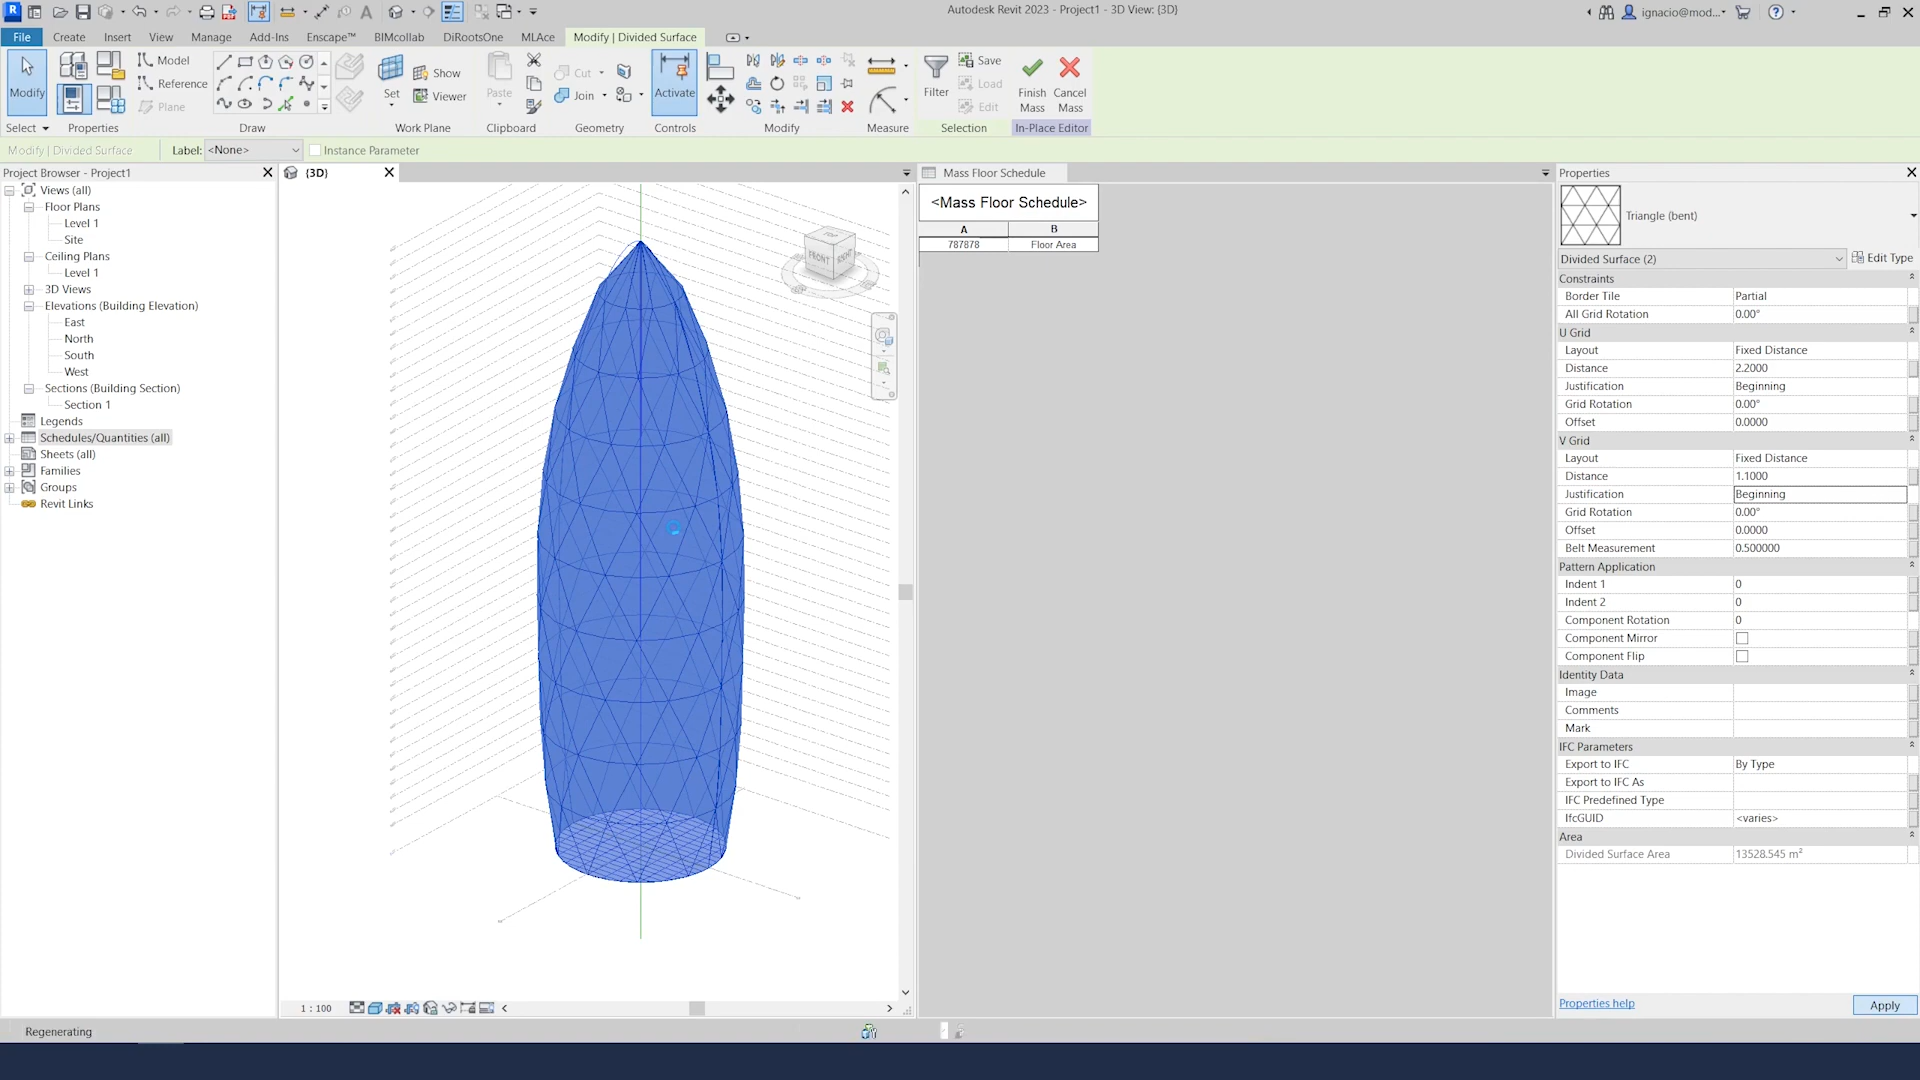 Autodesk Revit 2023 - Project1 - 3D View: {3D}
ignacio@mod...
File
Create
Insert
View
Manage
Add-Ins
Enscape™
BIMcollab
DiRootsOne
MLAce
Modify | Divided Surface
Modify
Model
Reference
Plane
Set
Show
Viewer
Paste
Cut
Join
Activate
Filter
Save
Load
Edit
Finish
Mass
Cancel
Mass
Select
Properties
Draw
Work Plane
Clipboard
Geometry
Controls
Modify
Measure
Selection
In-Place Editor
Modify | Divided Surface
Label: <None>
Instance Parameter
Project Browser - Project1
Views (all)
Floor Plans
Level 1
Site
Ceiling Plans
Level 1
3D Views
Elevations (Building Elevation)
East
North
South
West
Sections (Building Section)
Section 1
Legends
Schedules/Quantities (all)
Sheets (all)
Families
Groups
Revit Links
{3D}
TOP
FRONT
RIGHT
1 : 100
Mass Floor Schedule
<Mass Floor Schedule>
A B
787878 Floor Area
Properties
Triangle (bent)
Divided Surface (2)
Edit Type
Constraints
Border Tile Partial
All Grid Rotation 0.00°
U Grid
Layout Fixed Distance
Distance 2.2000
Justification Beginning
Grid Rotation 0.00°
Offset 0.0000
V Grid
Layout Fixed Distance
Distance 1.1000
Justification Beginning
Grid Rotation 0.00°
Offset 0.0000
Belt Measurement 0.500000
Pattern Application
Indent 1 0
Indent 2 0
Component Rotation 0
Component Mirror
Component Flip
Identity Data
Image
Comments
Mark
IFC Parameters
Export to IFC By Type
Export to IFC As
IFC Predefined Type
IfcGUID <varies>
Area
Divided Surface Area 13528.545 m²
Properties help
Apply
Regenerating